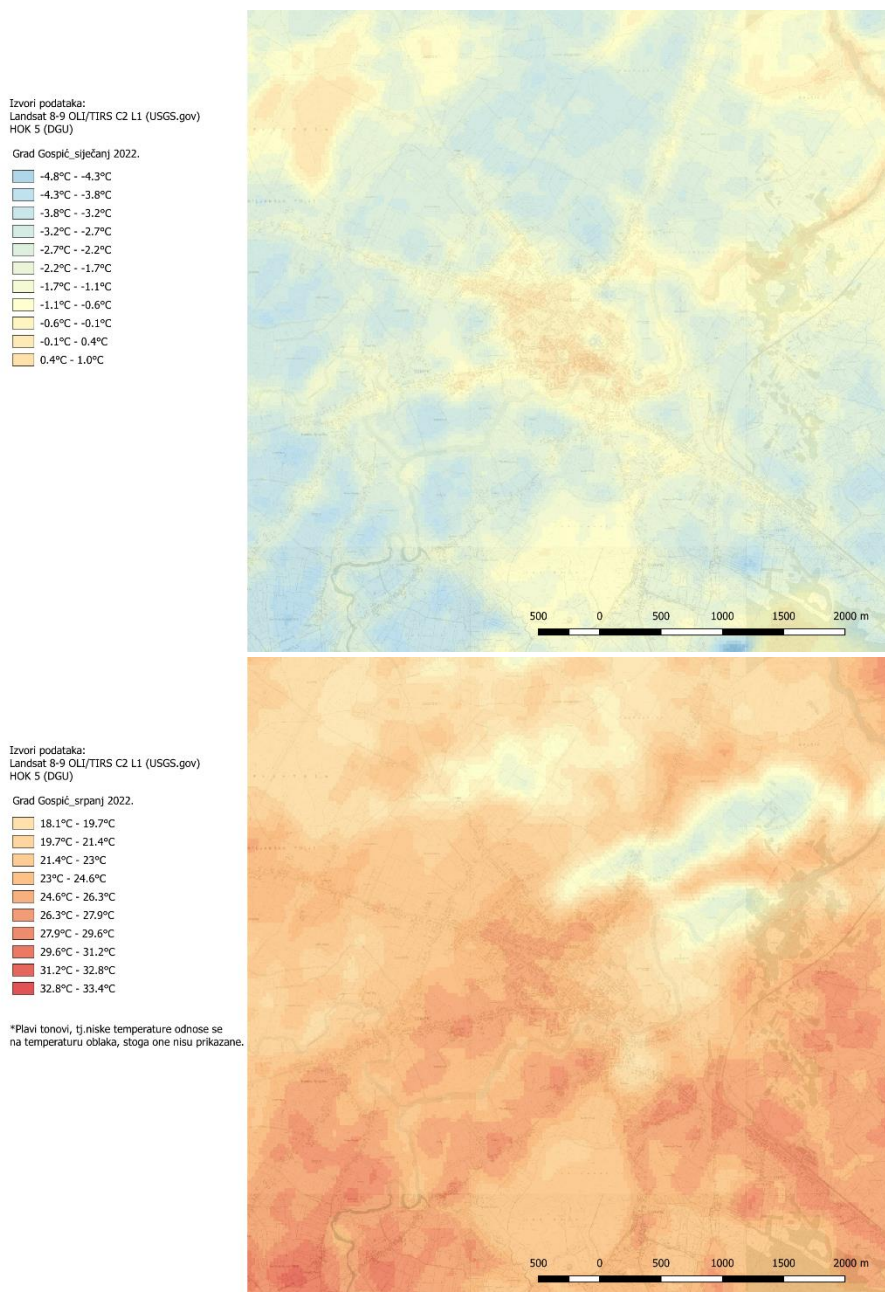 Izvori podataka:
Landsat 8-9 OLI/TIRS C2 L1 (USGS.gov)
HOK 5 (DGU)
Grad Gospić_siječanj 2022.
-4.8°C - -4.3°C
-4.3°C - -3.8°C
-3.8°C - -3.2°C
-3.2°C - -2.7°C
-2.7°C - -2.2°C
-2.2°C - -1.7°C
-1.7°C - -1.1°C
-1.1°C - -0.6°C
-0.6°C - -0.1°C
-0.1°C - 0.4°C
0.4°C - 1.0°C
500 0 500 1000 1500 2000 m
Izvori podataka:
Landsat 8-9 OLI/TIRS C2 L1 (USGS.gov)
HOK 5 (DGU)
Grad Gospić_srpanj 2022.
18.1°C - 19.7°C
19.7°C - 21.4°C
21.4°C - 23°C
23°C - 24.6°C
24.6°C - 26.3°C
26.3°C - 27.9°C
27.9°C - 29.6°C
29.6°C - 31.2°C
31.2°C - 32.8°C
32.8°C - 33.4°C
*Plavi tonovi, tj.niske temperature odnose se
na temperaturu oblaka, stoga one nisu prikazane.
500 0 500 1000 1500 2000 m